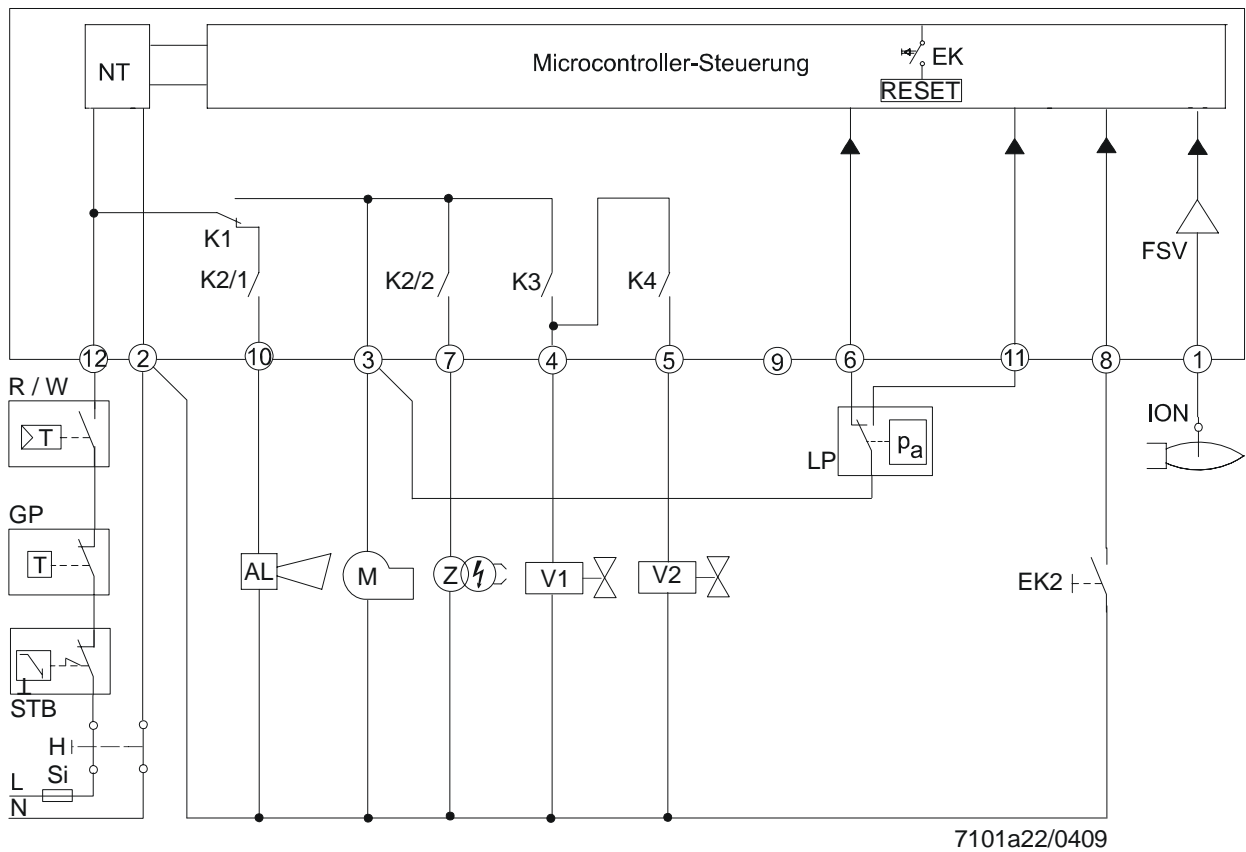 NT
Microcontroller-Steuerung
EK
RESET
K1
K2/1
K2/2
K3
K4
FSV
12
2
10
3
7
4
5
9
6
11
8
1
R / W
T
ION
LP
pa
GP
T
AL
M
Z
V1
V2
EK2
STB
H
Si
L
N
7101a22/0409